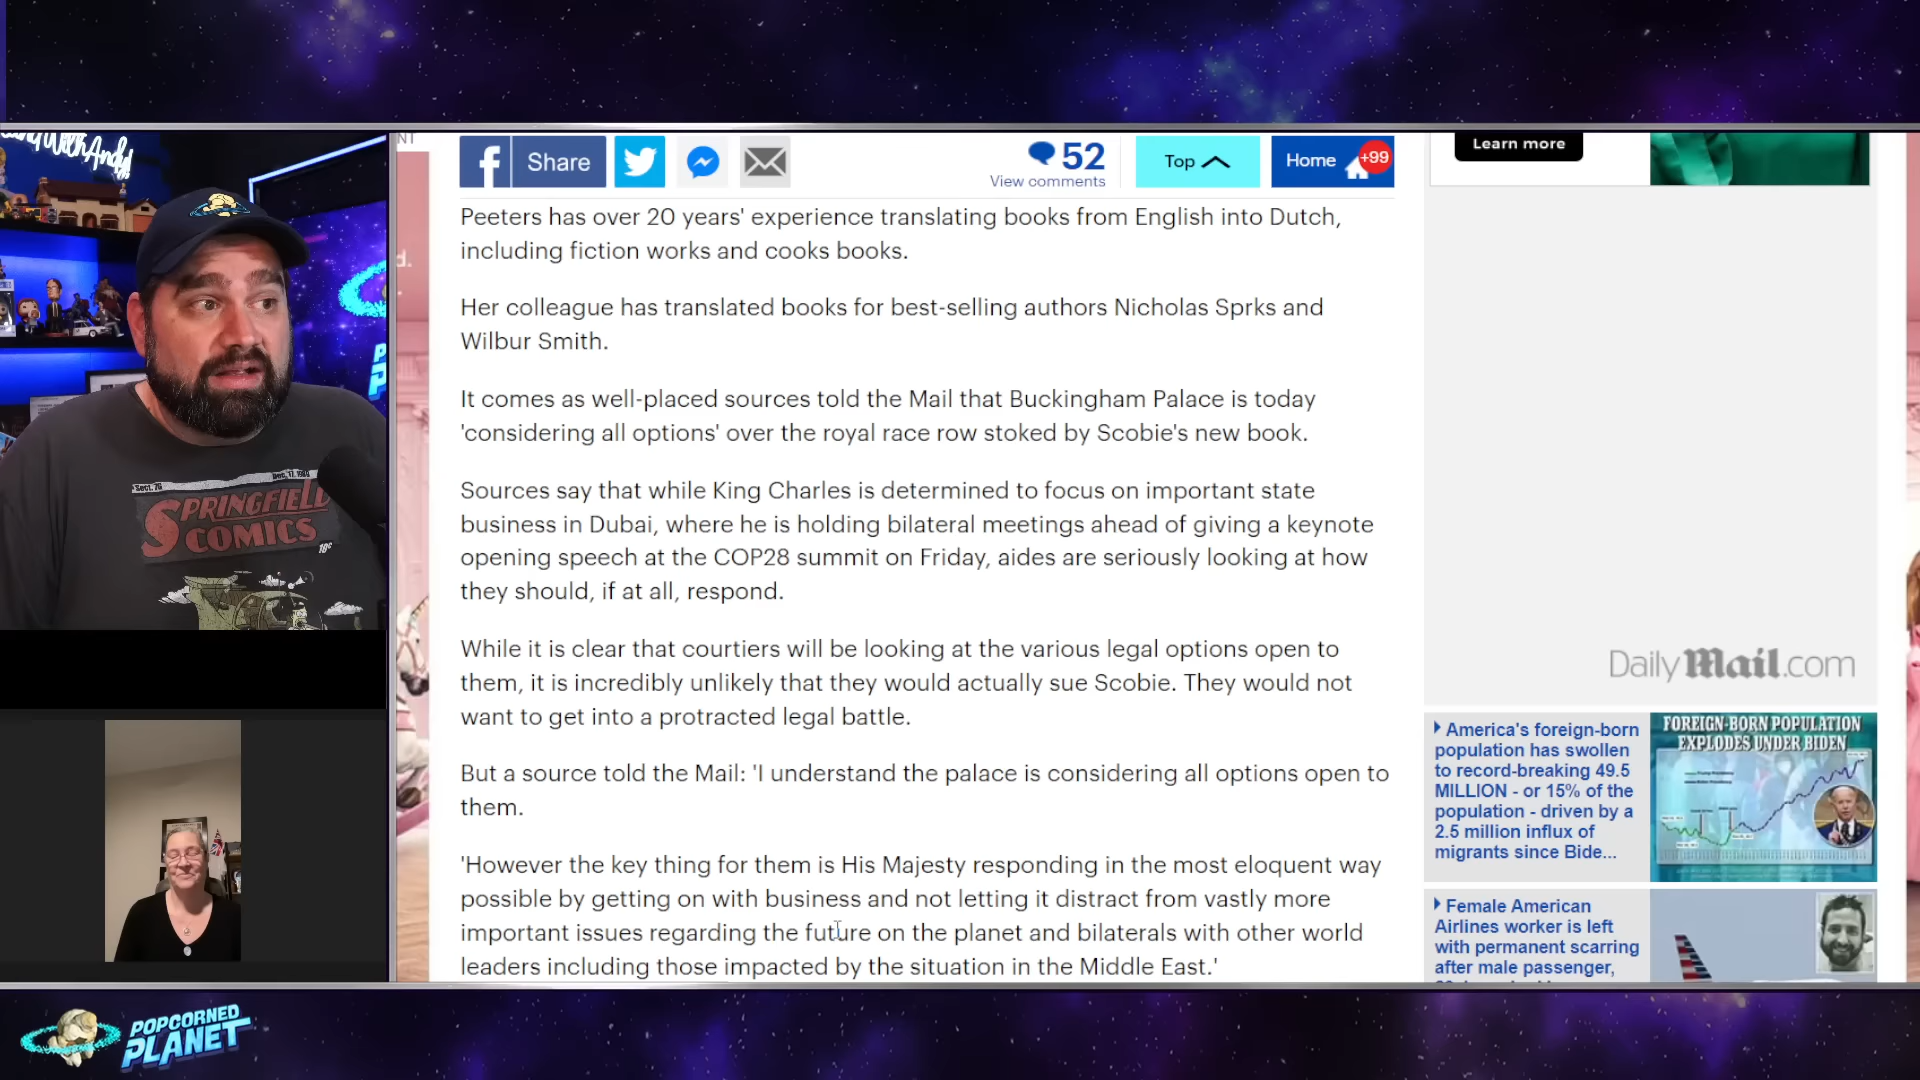 ing With Andy!
NT
f Share
52
View comments
Top
Home +99
Learn more
d.
Peeters has over 20 years' experience translating books from English into Dutch,
including fiction works and cooks books.
Her colleague has translated books for best-selling authors Nicholas Sprks and
Wilbur Smith.
It comes as well-placed sources told the Mail that Buckingham Palace is today
'considering all options' over the royal race row stoked by Scobie's new book.
Sources say that while King Charles is determined to focus on important state
business in Dubai, where he is holding bilateral meetings ahead of giving a keynote
opening speech at the COP28 summit on Friday, aides are seriously looking at how
they should, if at all, respond.
While it is clear that courtiers will be looking at the various legal options open to
them, it is incredibly unlikely that they would actually sue Scobie. They would not
want to get into a protracted legal battle.
But a source told the Mail: 'I understand the palace is considering all options open to
them.
'However the key thing for them is His Majesty responding in the most eloquent way
possible by getting on with business and not letting it distract from vastly more
important issues regarding the future on the planet and bilaterals with other world
leaders including those impacted by the situation in the Middle East.'
Sect. 7G
SPRINGFIELD
COMICS
10¢
DailyMail.com
America's foreign-born
population has swollen
to record-breaking 49.5
MILLION - or 15% of the
population - driven by a
2.5 million influx of
migrants since Bide...
FOREIGN-BORN POPULATION
EXPLODES UNDER BIDEN
Female American
Airlines worker is left
with permanent scarring
after male passenger,
POPCORNED
PLANET